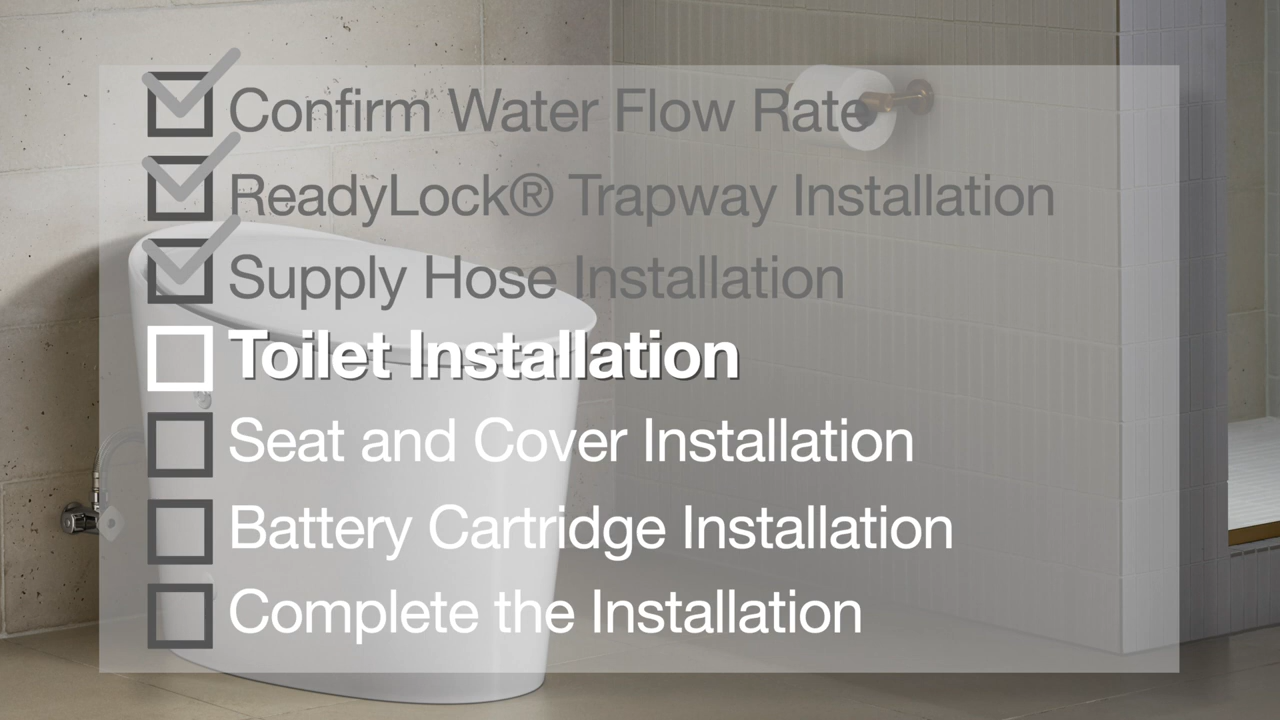 Confirm Water Flow Rate
ReadyLock® Trapway Installation
Supply Hose Installation
Toilet Installation
Seat and Cover Installation
Battery Cartridge Installation
Complete the Installation